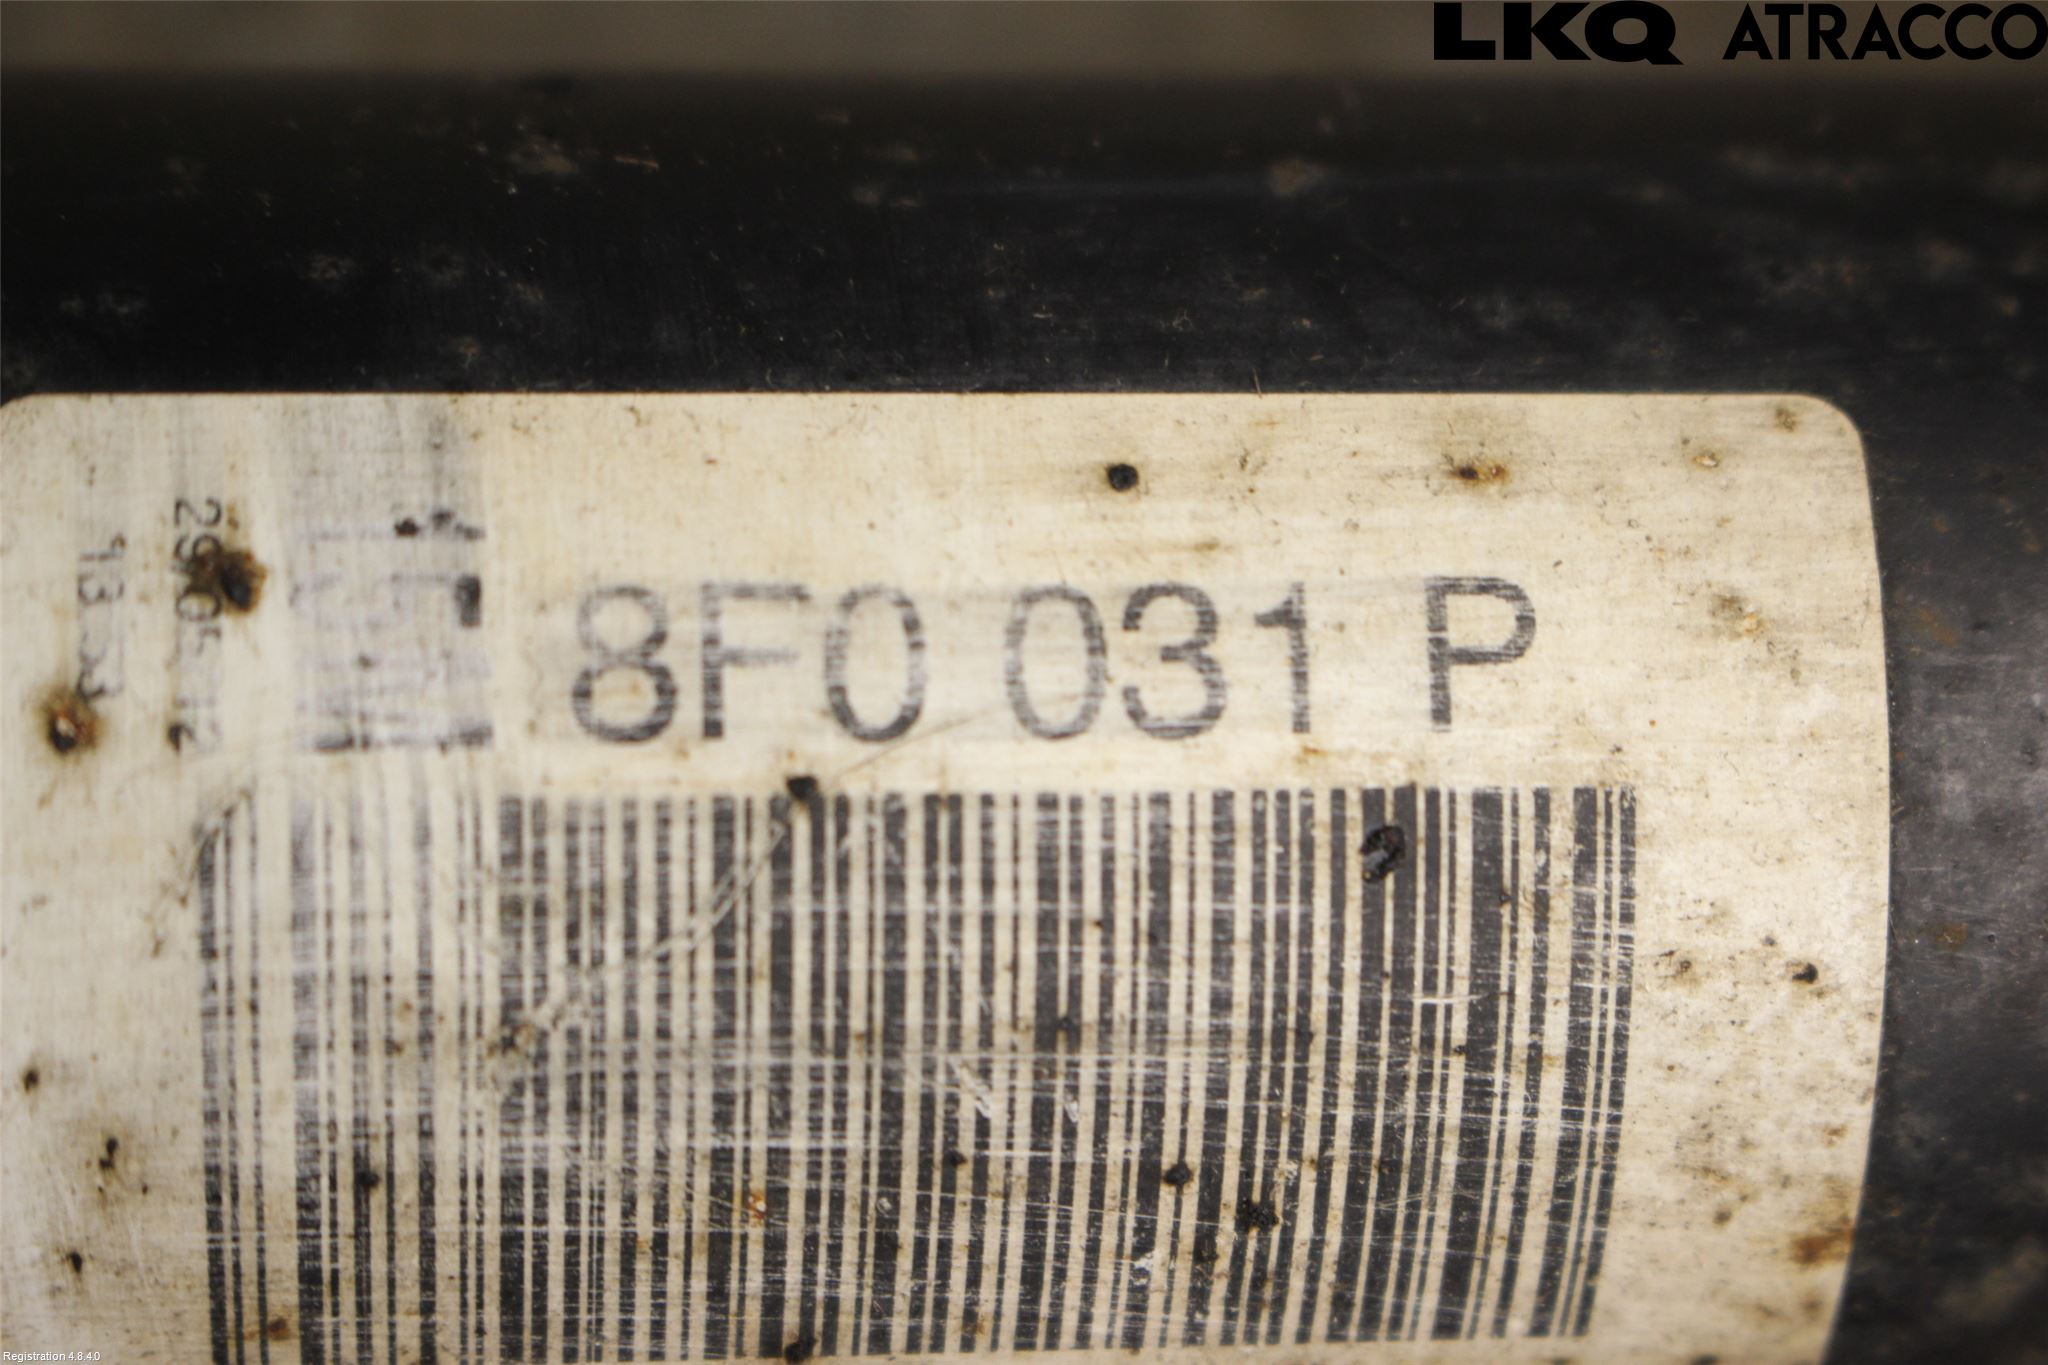 LKQ ATRACCO
8F0 031 P
Registration 4.8.4.0